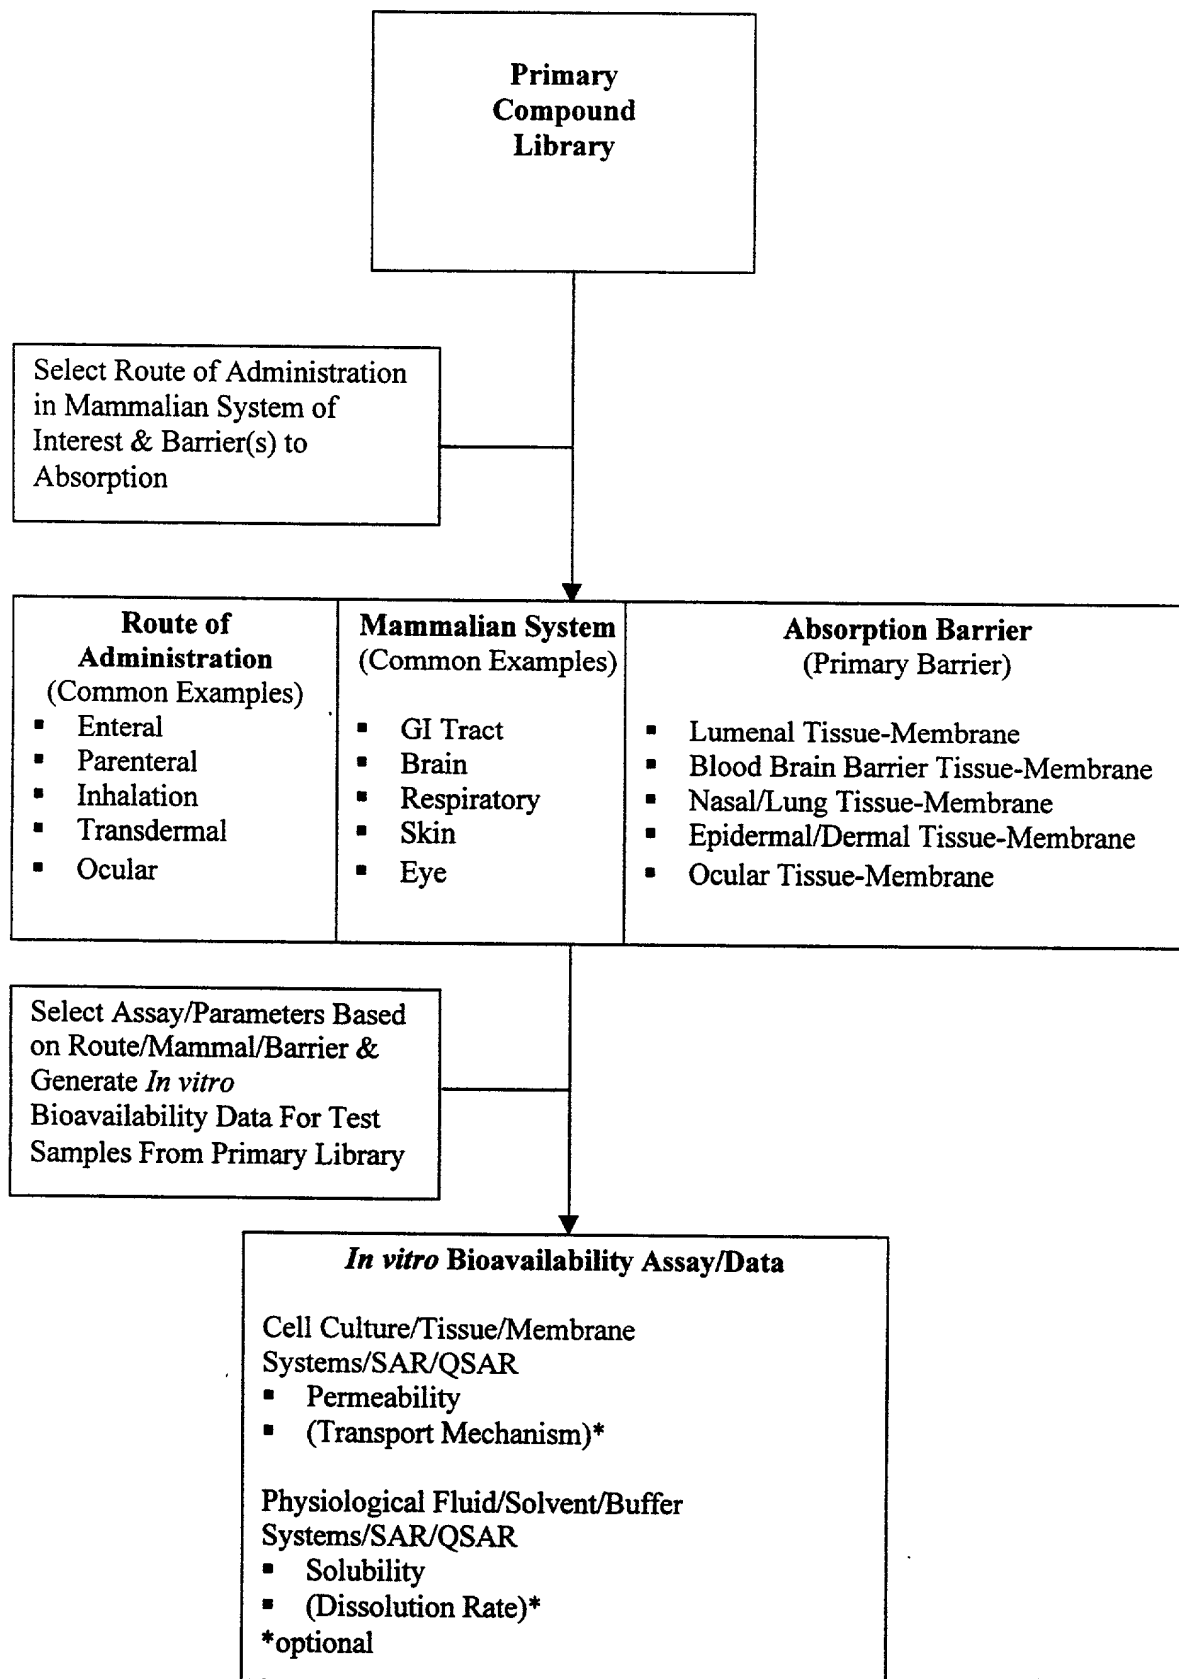 Primary
Compound
Library
Select Route of Administration
in Mammalian System of
Interest & Barrier(s) to
Absorption
Route of
Administration
(Common Examples)
▪ Enteral
▪ Parenteral
▪ Inhalation
▪ Transdermal
▪ Ocular
Mammalian System
(Common Examples)
▪ GI Tract
▪ Brain
▪ Respiratory
▪ Skin
▪ Eye
Absorption Barrier
(Primary Barrier)
▪ Lumenal Tissue-Membrane
▪ Blood Brain Barrier Tissue-Membrane
▪ Nasal/Lung Tissue-Membrane
▪ Epidermal/Dermal Tissue-Membrane
▪ Ocular Tissue-Membrane
Select Assay/Parameters Based
on Route/Mammal/Barrier &
Generate In vitro
Bioavailability Data For Test
Samples From Primary Library
In vitro Bioavailability Assay/Data
Cell Culture/Tissue/Membrane
Systems/SAR/QSAR
▪ Permeability
▪ (Transport Mechanism)*
Physiological Fluid/Solvent/Buffer
Systems/SAR/QSAR
▪ Solubility
▪ (Dissolution Rate)*
*optional